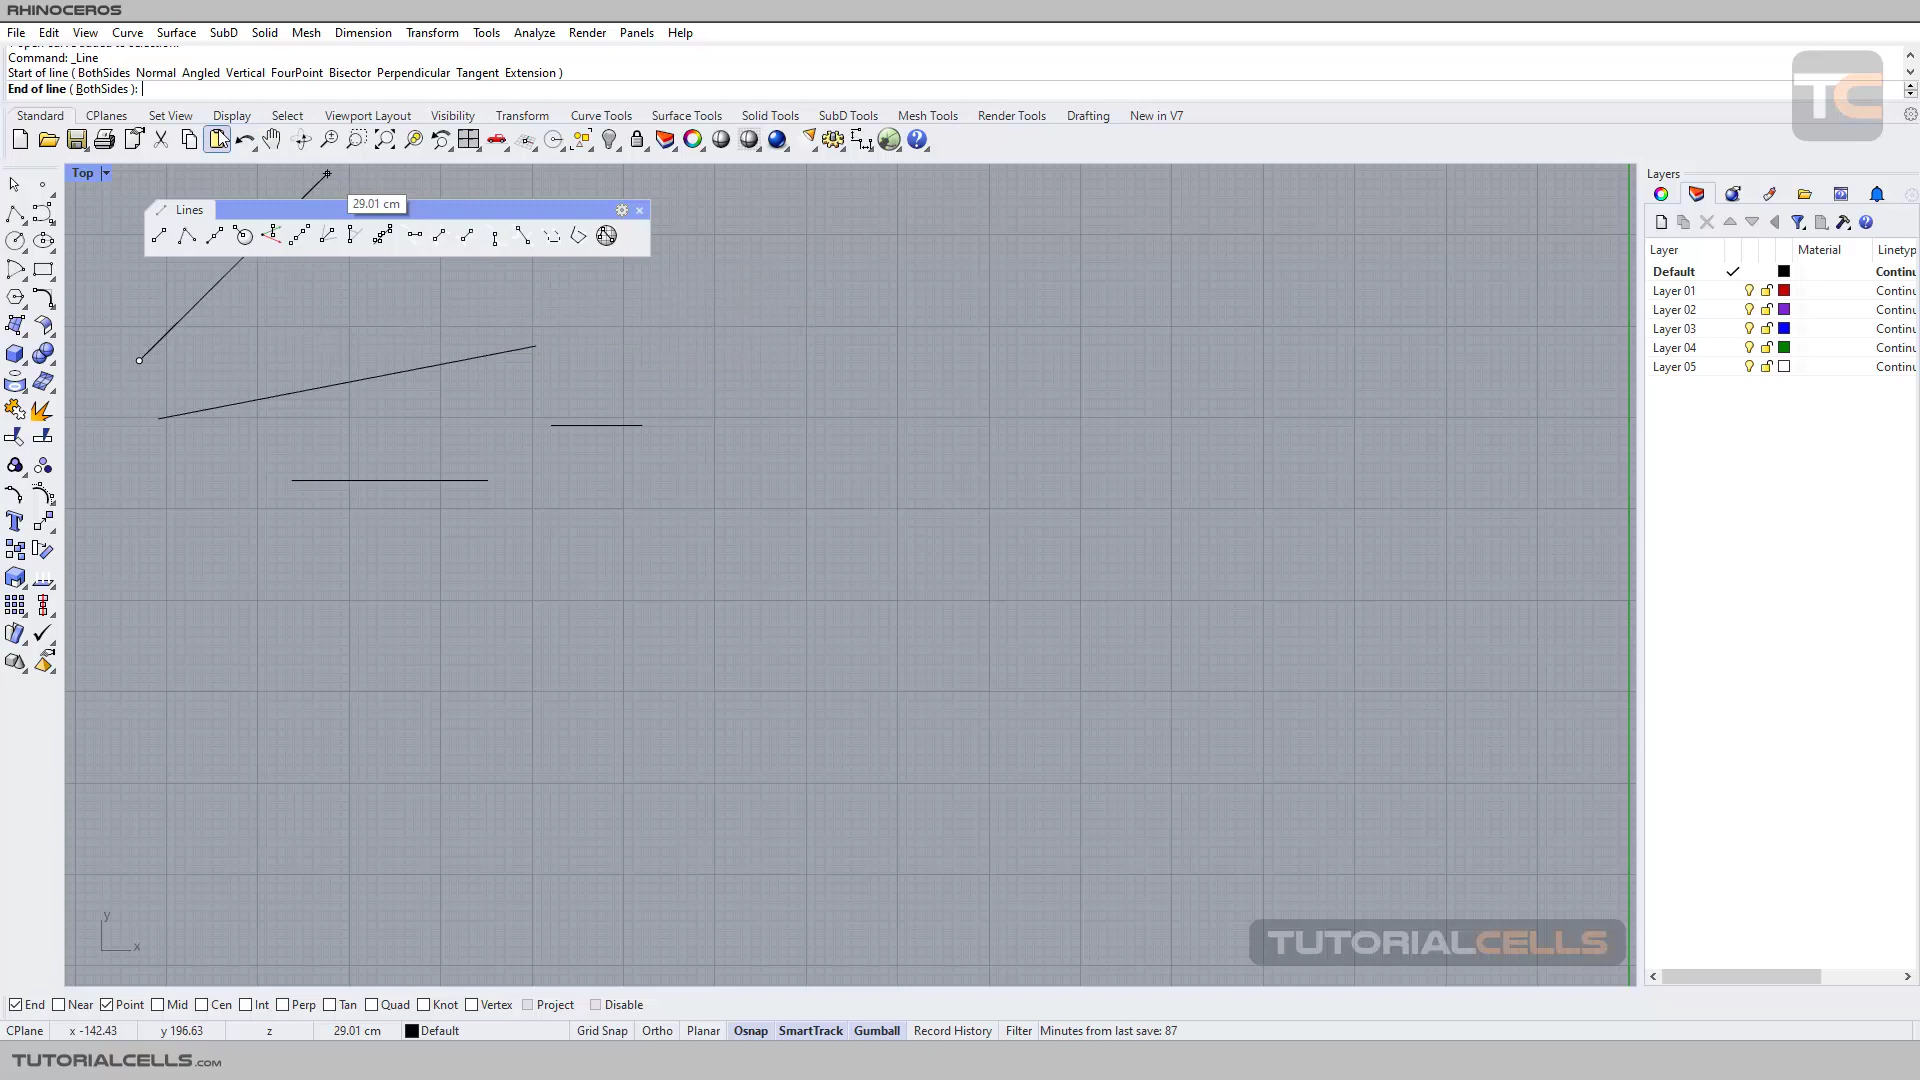 RHINOCEROS
File Edit View Curve Surface SubD Solid Mesh Dimension Transform Tools Analyze Render Panels Help
Command: _Line
Start of line ( BothSides Normal Angled Vertical FourPoint Bisector Perpendicular Tangent Extension )
End of line ( BothSides ):
TC
Standard CPlanes Set View Display Select Viewport Layout Visibility Transform Curve Tools Surface Tools Solid Tools SubD Tools Mesh Tools Render Tools Drafting New in V7
Top
Layers
29.01 cm
Lines
Layer Material Linetyp
Default Continu
Layer 01 Continu
Layer 02 Continu
Layer 03 Continu
Layer 04 Continu
Layer 05 Continu
y
x
TUTORIALCELLS
End Near Point Mid Cen Int Perp Tan Quad Knot Vertex Project Disable
CPlane x -142.43 y 196.63 z 29.01 cm Default Grid Snap Ortho Planar Osnap SmartTrack Gumball Record History Filter Minutes from last save: 87
TUTORIALCELLS.COM